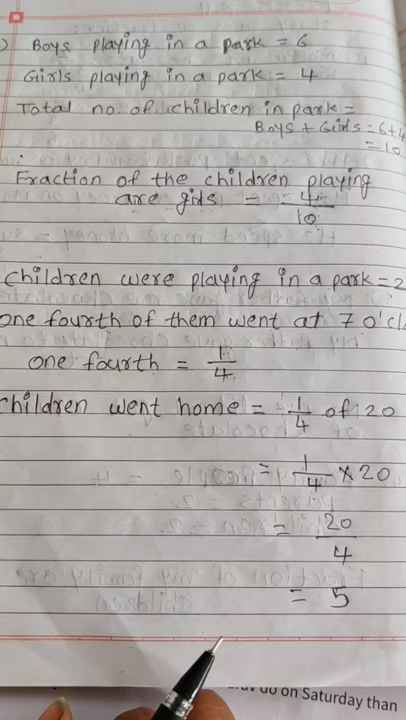 Boys playing in a park = 6
Girls playing in a park = 4
Total no. of children in park =
Boys + Girls = 6+4
= 10
Fraction of the children playing
are girls = = 4
10
Children were playing in a park = 2
One fourth of them went at 7 o'cl
one fourth = 1
4
Children went home = 1/4 of 20
= 1/4 × 20
= 20
4
= 5
do on Saturday than